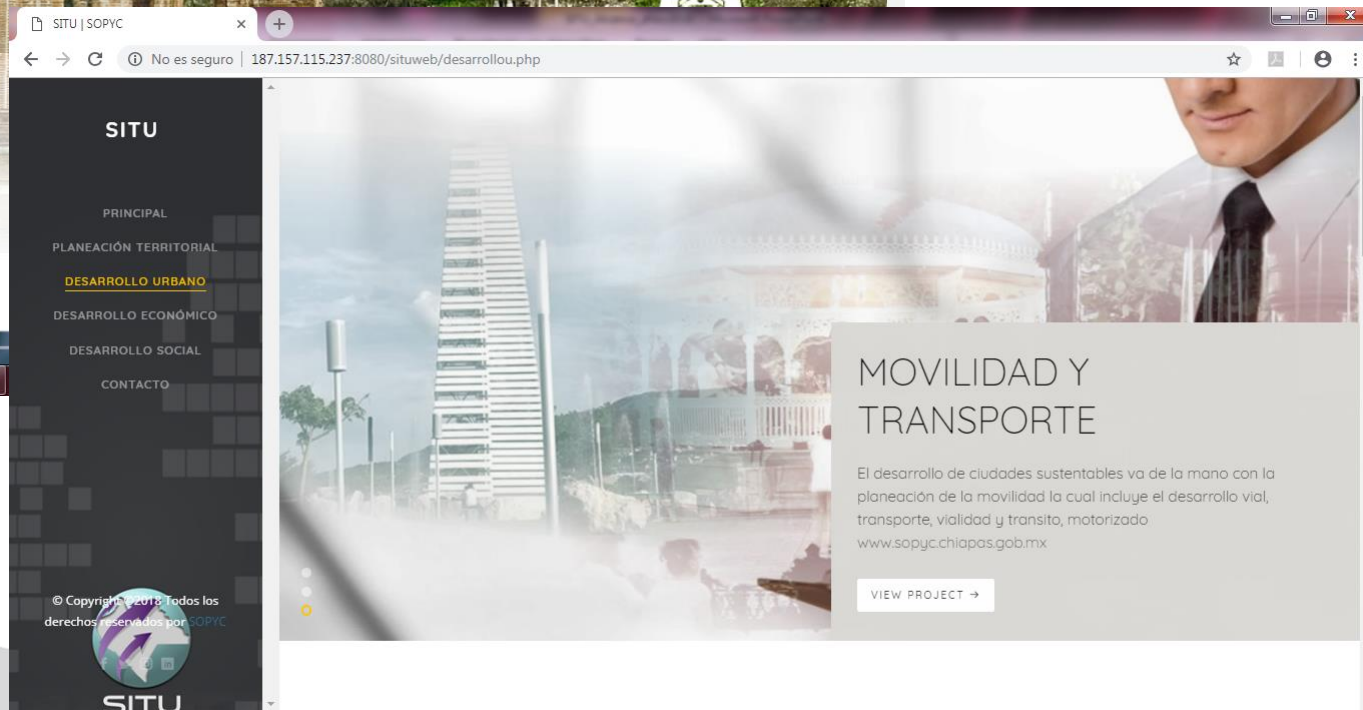 SITU | SOPYC
No es seguro | 187.157.115.237:8080/situweb/desarrollou.php
SITU
PRINCIPAL
PLANEACIÓN TERRITORIAL
DESARROLLO URBANO
DESARROLLO ECONÓMICO
DESARROLLO SOCIAL
CONTACTO
© Copyright ©2018 Todos los
derechos reservados por SOPYC
SITU
MOVILIDAD Y
TRANSPORTE
El desarrollo de ciudades sustentables va de la mano con la
planeación de la movilidad la cual incluye el desarrollo vial,
transporte, vialidad y transito, motorizado
www.sopyc.chiapas.gob.mx
VIEW PROJECT →